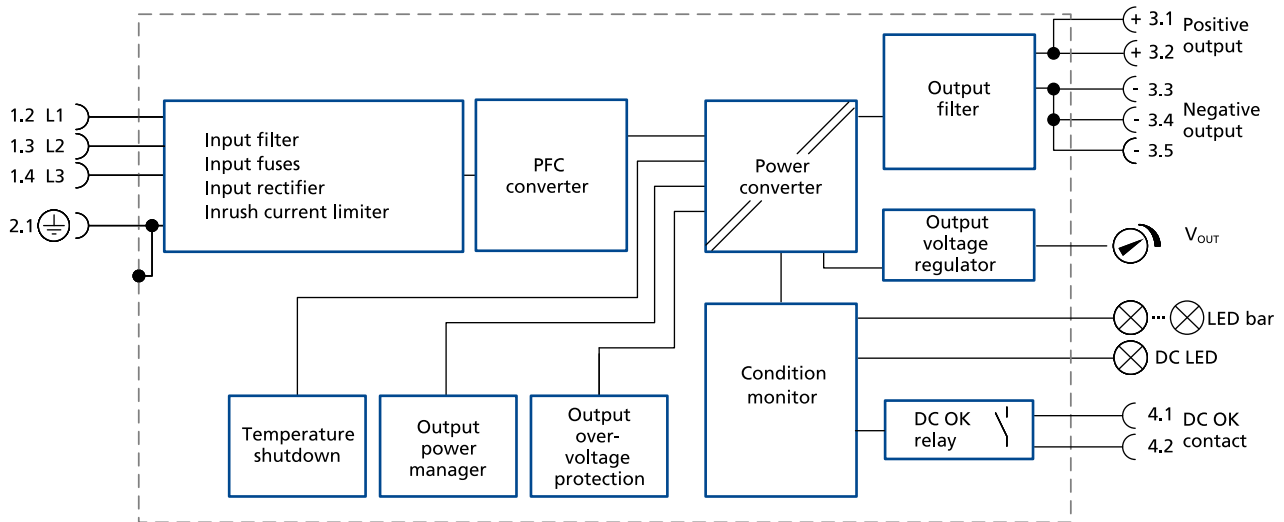 1.2 L1
1.3 L2
1.4 L3
2.1
Input filter
Input fuses
Input rectifier
Inrush current limiter
PFC
converter
Power
converter
Output
filter
+ 3.1
+ 3.2
Positive
output
- 3.3
- 3.4
- 3.5
Negative
output
Output
voltage
regulator
VOUT
Temperature
shutdown
Output
power
manager
Output
over-
voltage
protection
Condition
monitor
LED bar
DC LED
DC OK
relay
4.1
4.2
DC OK
contact